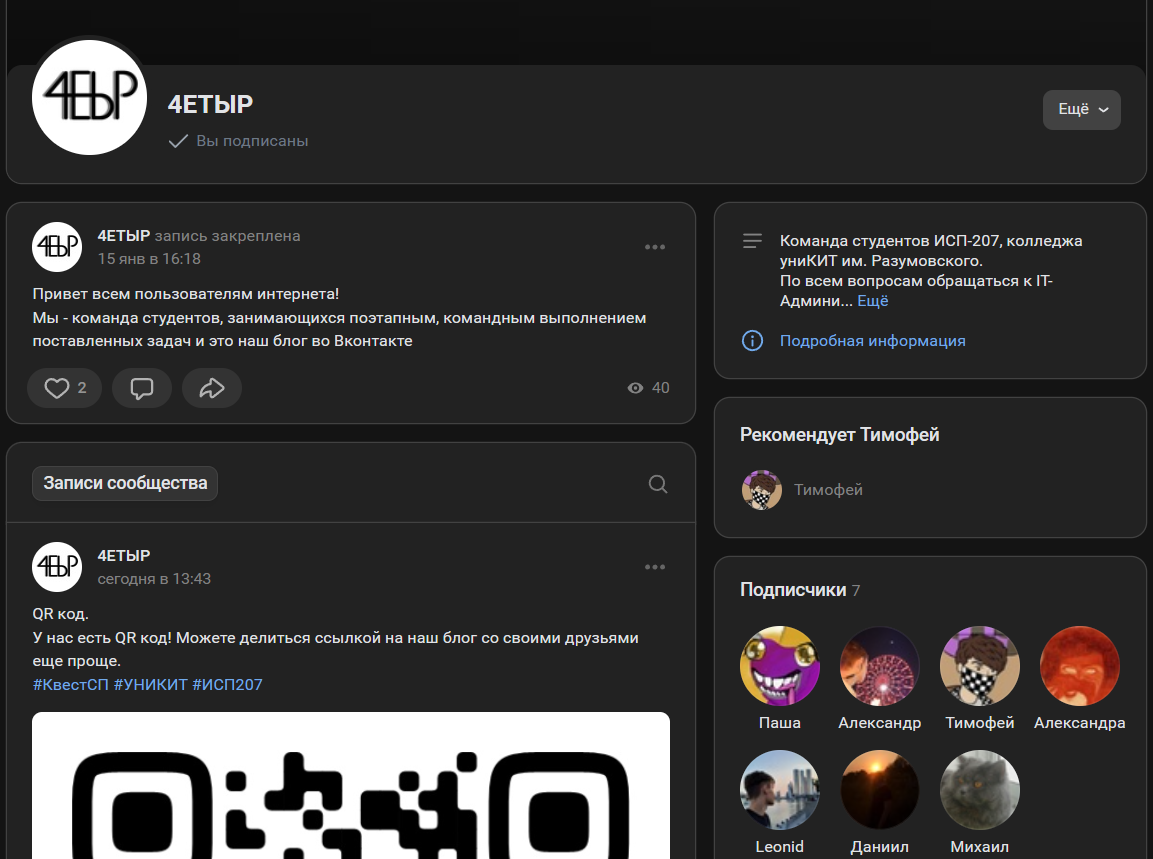 4ЕТЫР
4ЕТЫР
Вы подписаны
Ещё
4ЕТЫР
4ЕТЫР запись закреплена
15 янв в 16:18
Привет всем пользователям интернета!
Мы - команда студентов, занимающихся поэтапным, командным выполнением
поставленных задач и это наш блог во Вконтакте
2
40
Записи сообщества
4ЕТЫР
4ЕТЫР
сегодня в 13:43
QR код.
У нас есть QR код! Можете делиться ссылкой на наш блог со своими друзьями
еще проще.
#КвестСП #УНИКИТ #ИСП207
Команда студентов ИСП-207, колледжа
униКИТ им. Разумовского.
По всем вопросам обращаться к IT-
Админи... Ещё
Подробная информация
Рекомендует Тимофей
Тимофей
Подписчики 7
Паша
Александр
Тимофей
Александра
Leonid
Даниил
Михаил